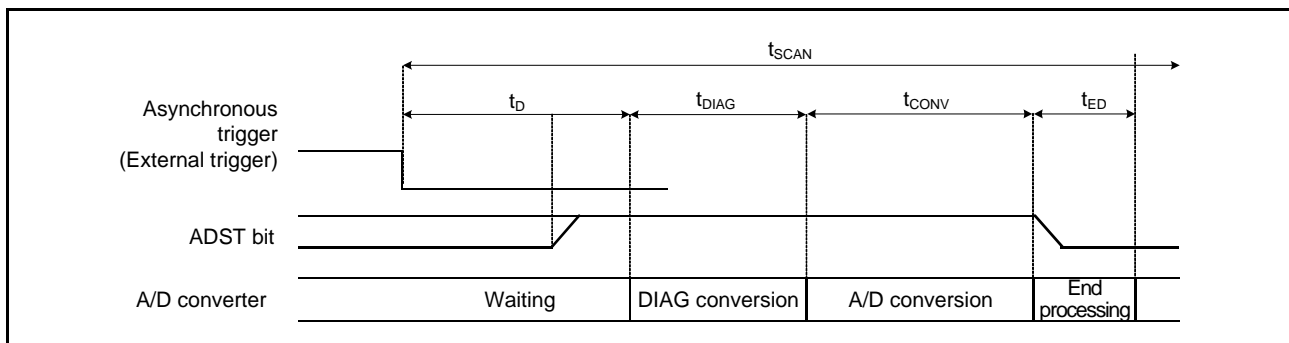 tSCAN
tD
tDIAG
tCONV
tED
Asynchronous
trigger
(External trigger)
ADST bit
A/D converter
Waiting
DIAG conversion
A/D conversion
End
processing